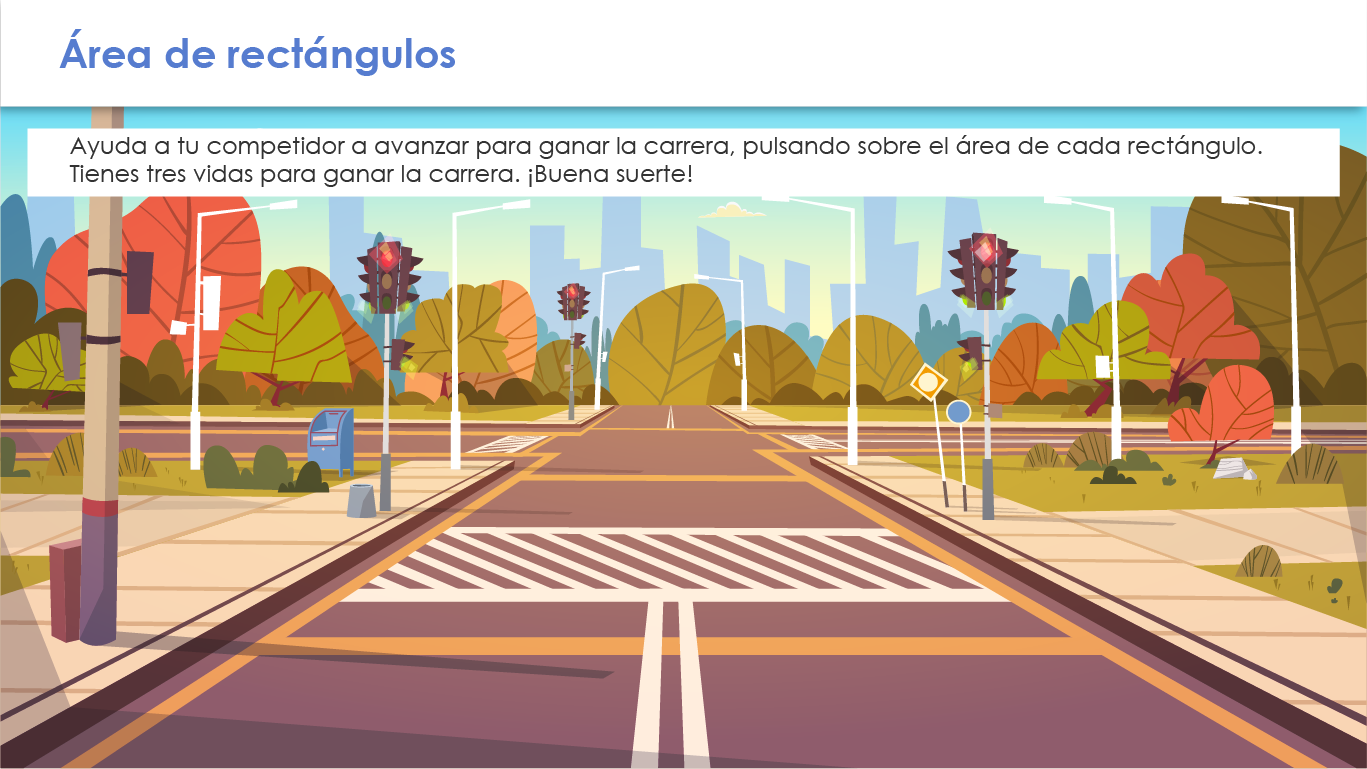 Área de rectángulos
Ayuda a tu competidor a avanzar para ganar la carrera, pulsando sobre el área de cada rectángulo.
Tienes tres vidas para ganar la carrera. ¡Buena suerte!